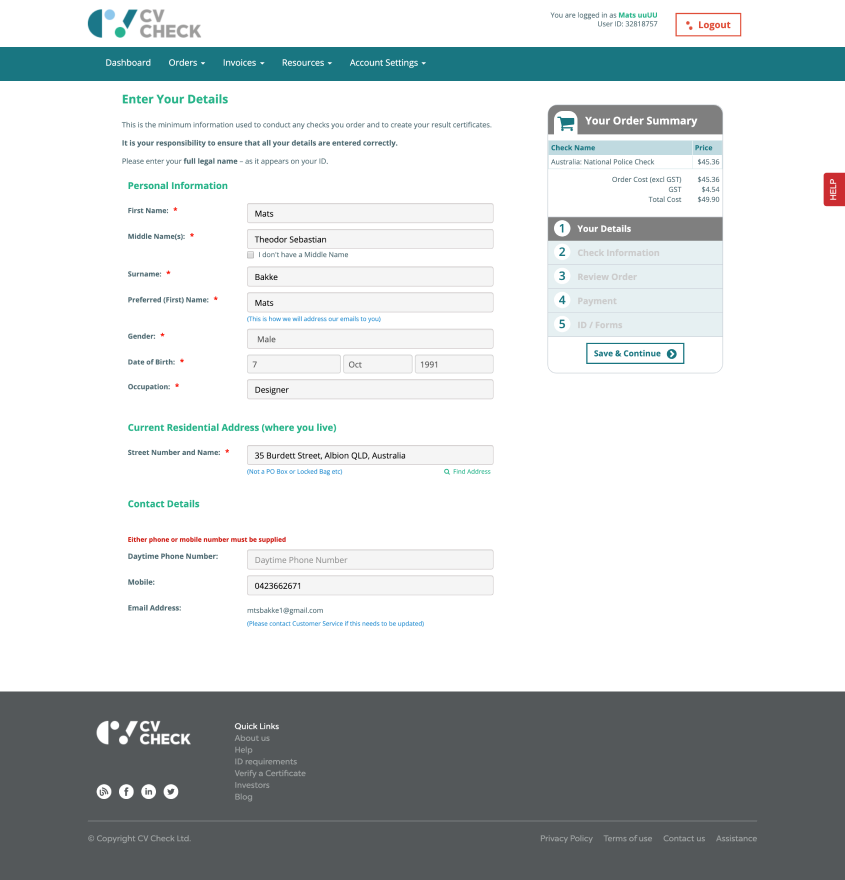 CV
CHECK
You are logged in as Mats uuUU
User ID: 32818757
Logout
Dashboard
Orders
Invoices
Resources
Account Settings
Enter Your Details
This is the minimum information used to conduct any checks you order and to create your result certificates.
It is your responsibility to ensure that all your details are entered correctly.
Please enter your full legal name – as it appears on your ID.
Personal Information
First Name: *
Mats
Middle Name(s): *
Theodor Sebastian
I don't have a Middle Name
Surname: *
Bakke
Preferred (First) Name: *
Mats
(This is how we will address our emails to you)
Gender: *
Male
Date of Birth: *
7
Oct
1991
Occupation: *
Designer
Current Residential Address (where you live)
Street Number and Name: *
35 Burdett Street, Albion QLD, Australia
(Not a PO Box or Locked Bag etc)
Find Address
Contact Details
Either phone or mobile number must be supplied
Daytime Phone Number:
Daytime Phone Number
Mobile:
0423662671
Email Address:
mtsbakke1@gmail.com
(Please contact Customer Service if this needs to be updated)
Your Order Summary
Check Name Price
Australia: National Police Check $45.36
Order Cost (excl GST) $45.36
GST $4.54
Total Cost $49.90
1 Your Details
2 Check Information
3 Review Order
4 Payment
5 ID / Forms
Save & Continue
HELP
CV
CHECK
Quick Links
About us
Help
ID requirements
Verify a Certificate
Investors
Blog
© Copyright CV Check Ltd.
Privacy Policy
Terms of use
Contact us
Assistance